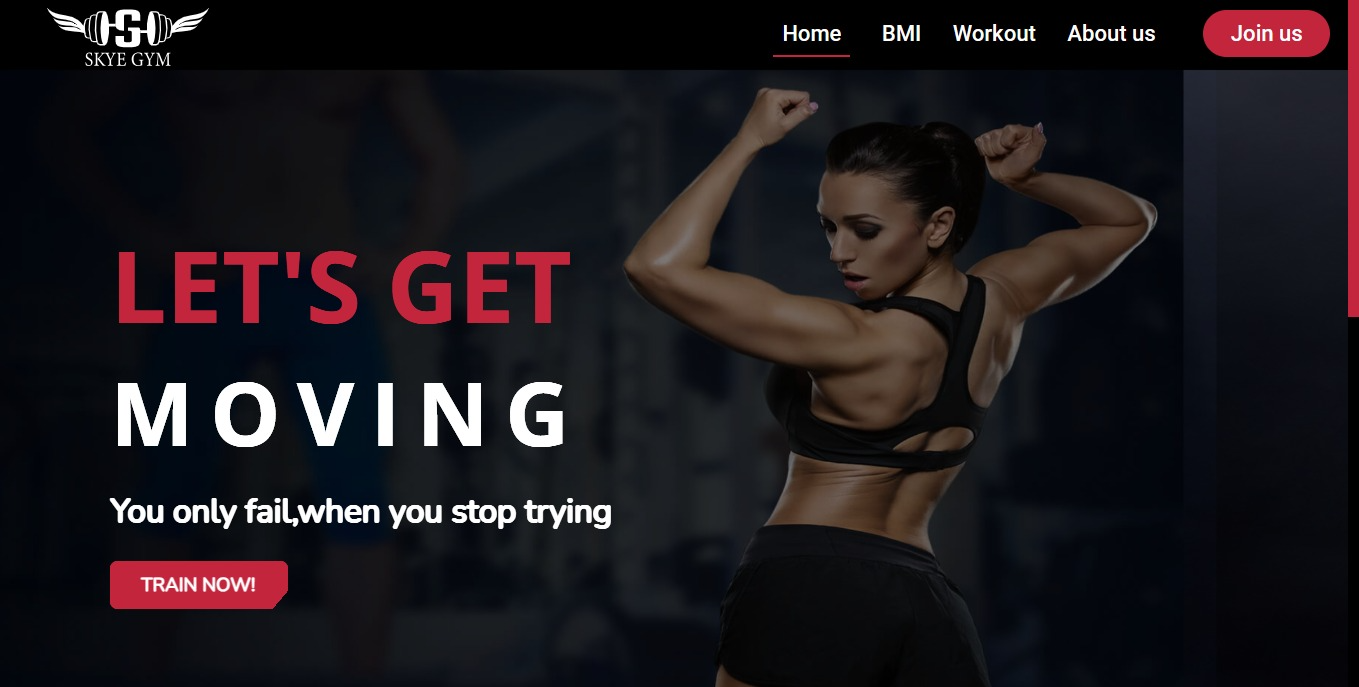 S
SKYE GYM
Home BMI Workout About us Join us
LET'S GET
MOVING
You only fail,when you stop trying
TRAIN NOW!